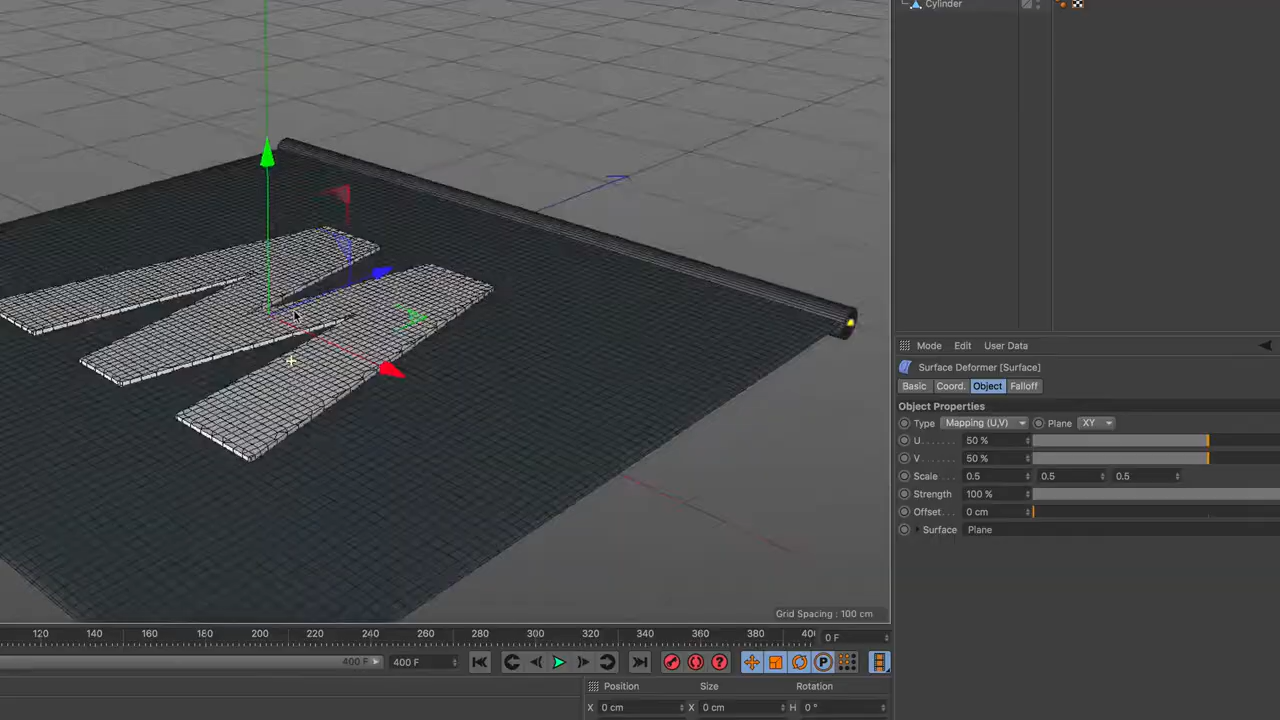 Cylinder
Mode Edit User Data
Surface Deformer [Surface]
Basic Coord. Object Falloff
Object Properties
Type Mapping (U,V) Plane XY
U....... 50 %
V....... 50 %
Scale.... 0.5 0.5 0.5
Strength 100 %
Offset... 0 cm
Surface Plane
Grid Spacing : 100 cm
120 140 160 180 200 220 240 260 280 300 320 340 360 380 40 0 F
400 F 400 F P ?
Position Size Rotation
X 0 cm X 0 cm H 0 °